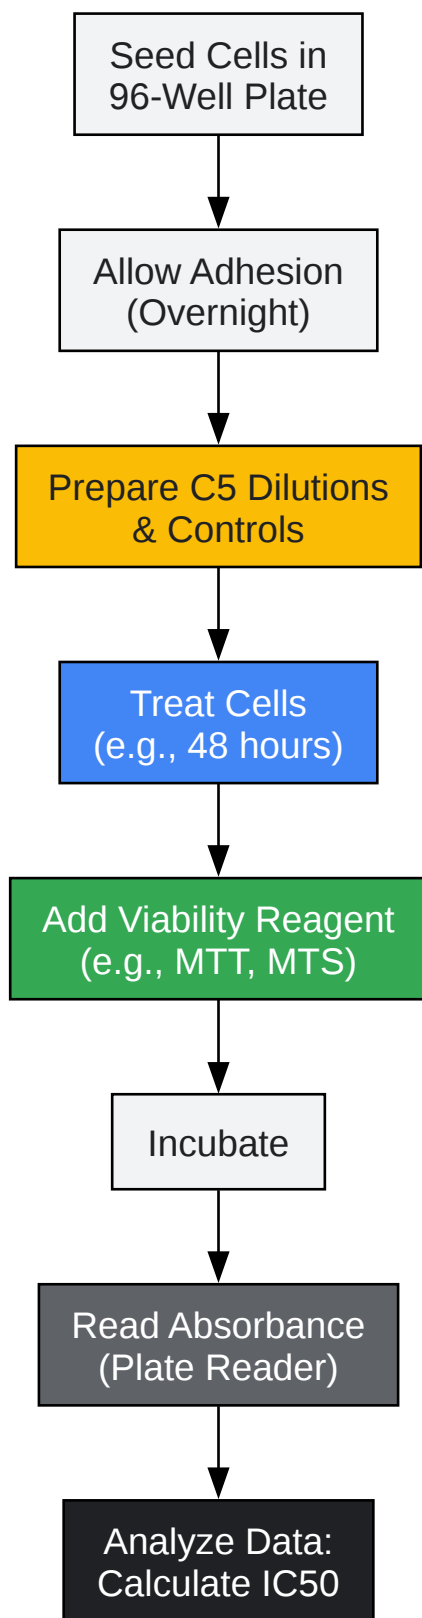 Seed Cells in
96-Well Plate
Allow Adhesion
(Overnight)
Prepare C5 Dilutions
& Controls
Treat Cells
(e.g., 48 hours)
Add Viability Reagent
(e.g., MTT, MTS)
Incubate
Read Absorbance
(Plate Reader)
Analyze Data:
Calculate IC50